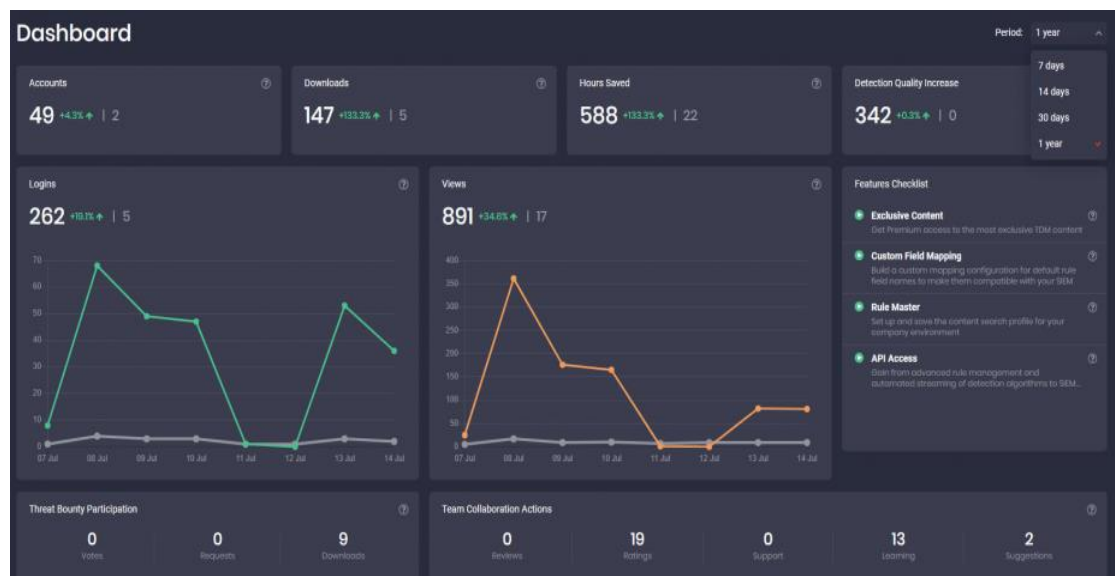 Dashboard
Period: 1 year
7 days
14 days
30 days
1 year
Accounts
49 +4.3% | 2
Downloads
147 +133.3% | 5
Hours Saved
588 +133.3% | 22
Detection Quality Increase
342 +0.3% | 0
Logins
262 +19.1% | 5
70
60
50
40
30
20
10
0
07 Jul 08 Jul 09 Jul 10 Jul 11 Jul 12 Jul 13 Jul 14 Jul
Views
891 +34.6% | 17
400
350
300
250
200
150
100
50
0
07 Jul 08 Jul 09 Jul 10 Jul 11 Jul 12 Jul 13 Jul 14 Jul
Features Checklist
Exclusive Content
Get Premium access to the most exclusive TDM content
Custom Field Mapping
Build a custom mapping configuration for default rule
field names to make them compatible with your SIEM
Rule Master
Set up and save the content search profile for your
company environment
API Access
Gain from advanced rule management and
automated streaming of detection algorithms to SIEM...
Threat Bounty Participation
0
Votes
0
Requests
9
Downloads
Team Collaboration Actions
0
Reviews
19
Ratings
0
Support
13
Learning
2
Suggestions